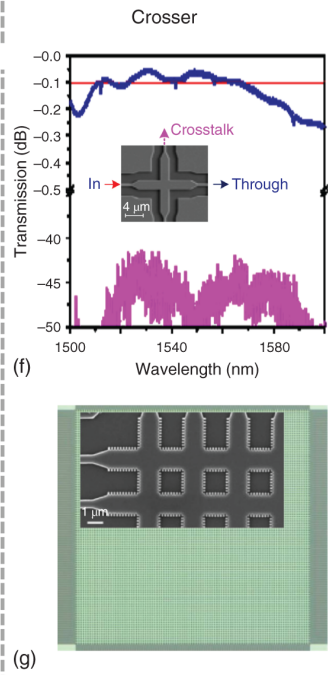 Crosser
−0.0
−0.1
−0.2
−0.3
−0.4
−0.5
−40
−45
−50
Transmission (dB)
Crosstalk
In
Through
4 μm
1500
1540
1580
Wavelength (nm)
(f)
1 μm
(g)